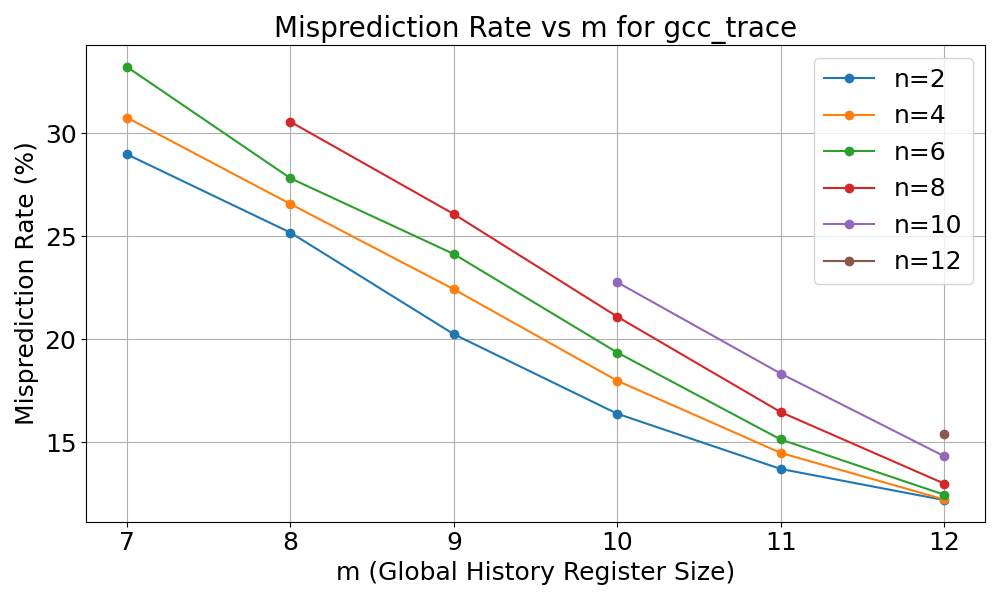 Misprediction Rate vs m for gcc_trace
Misprediction Rate (%)
30
25
20
15
7 8 9 10 11 12
m (Global History Register Size)
n=2
n=4
n=6
n=8
n=10
n=12